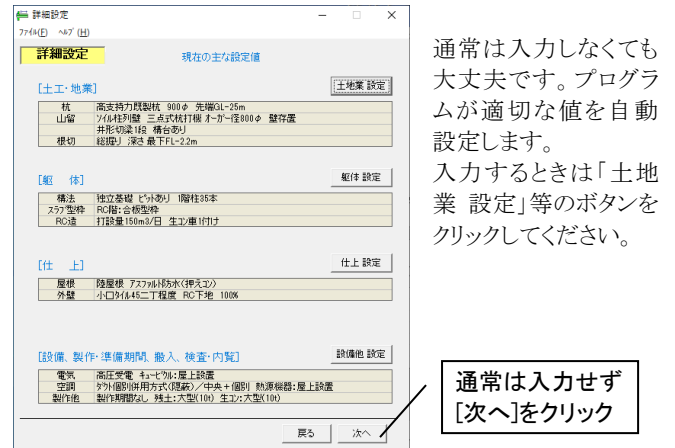 詳細設定
ファイル(F) ヘルプ(H)
詳細設定
現在の主な設定値
[土工・地業]
土地業 設定
杭 高支持力既製杭 900φ 先端GL-25m
山留 ソイル柱列壁 三点式杭打機 オーガー径800φ 壁存置
井形切梁1段 構台あり
根切 総掘り 深さ 最下FL-2.2m
[躯 体]
躯体 設定
構法 独立基礎 ピットあり 1階柱35本
スラブ型枠 RC階:合板型枠
RC造 打設量150m3/日 生コン車1付け
[仕 上]
仕上 設定
屋根 陸屋根 アスファルト防水(押えコン)
外壁 小口タイル45二丁程度 RC下地 100%
[設備、製作・準備期間、搬入、検査・内覧]
設備他 設定
電気 高圧受電 キュービクル:屋上設置
空調 ダクト個別併用方式(隠蔽)/中央+個別 熱源機器:屋上設置
製作他 製作期間なし 残土:大型(10t) 生コン:大型(10t)
戻る 次へ
通常は入力しなくても
大丈夫です。プログラ
ムが適切な値を自動
設定します。
入力するときは「土地
業 設定」等のボタンを
クリックしてください。
通常は入力せず
[次へ]をクリック